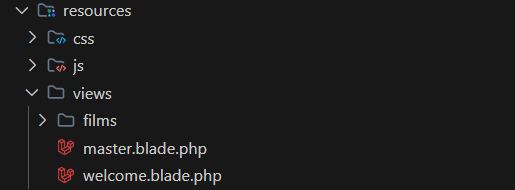 resources
css
js
views
films
master.blade.php
welcome.blade.php